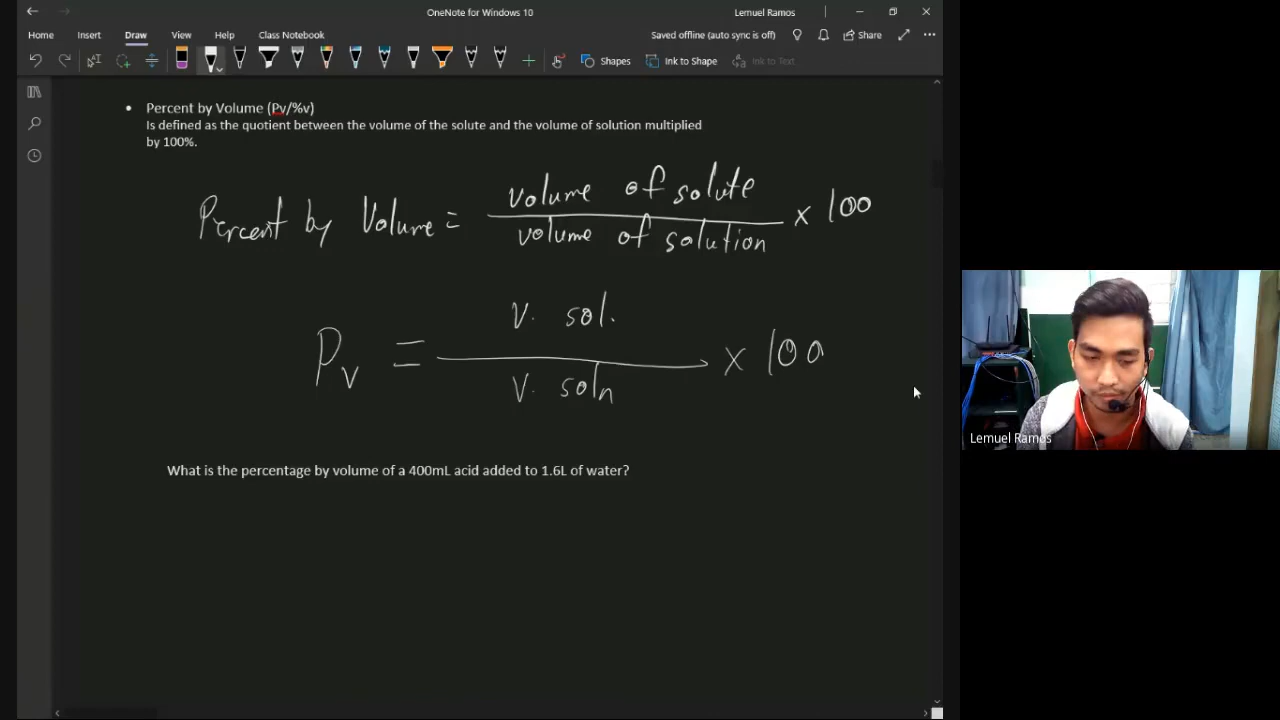 OneNote for Windows 10
Lemuel Ramos
Home Insert Draw View Help Class Notebook
Saved offline (auto sync is off) Share
Shapes Ink to Shape Ink to Text
• Percent by Volume (Pv/%v)
Is defined as the quotient between the volume of the solute and the volume of solution multiplied
by 100%.
Percent by Volume = volume of solute / volume of solution x 100
Pv = v. sol. / v. soln x 100
What is the percentage by volume of a 400mL acid added to 1.6L of water?
Lemuel Ramos